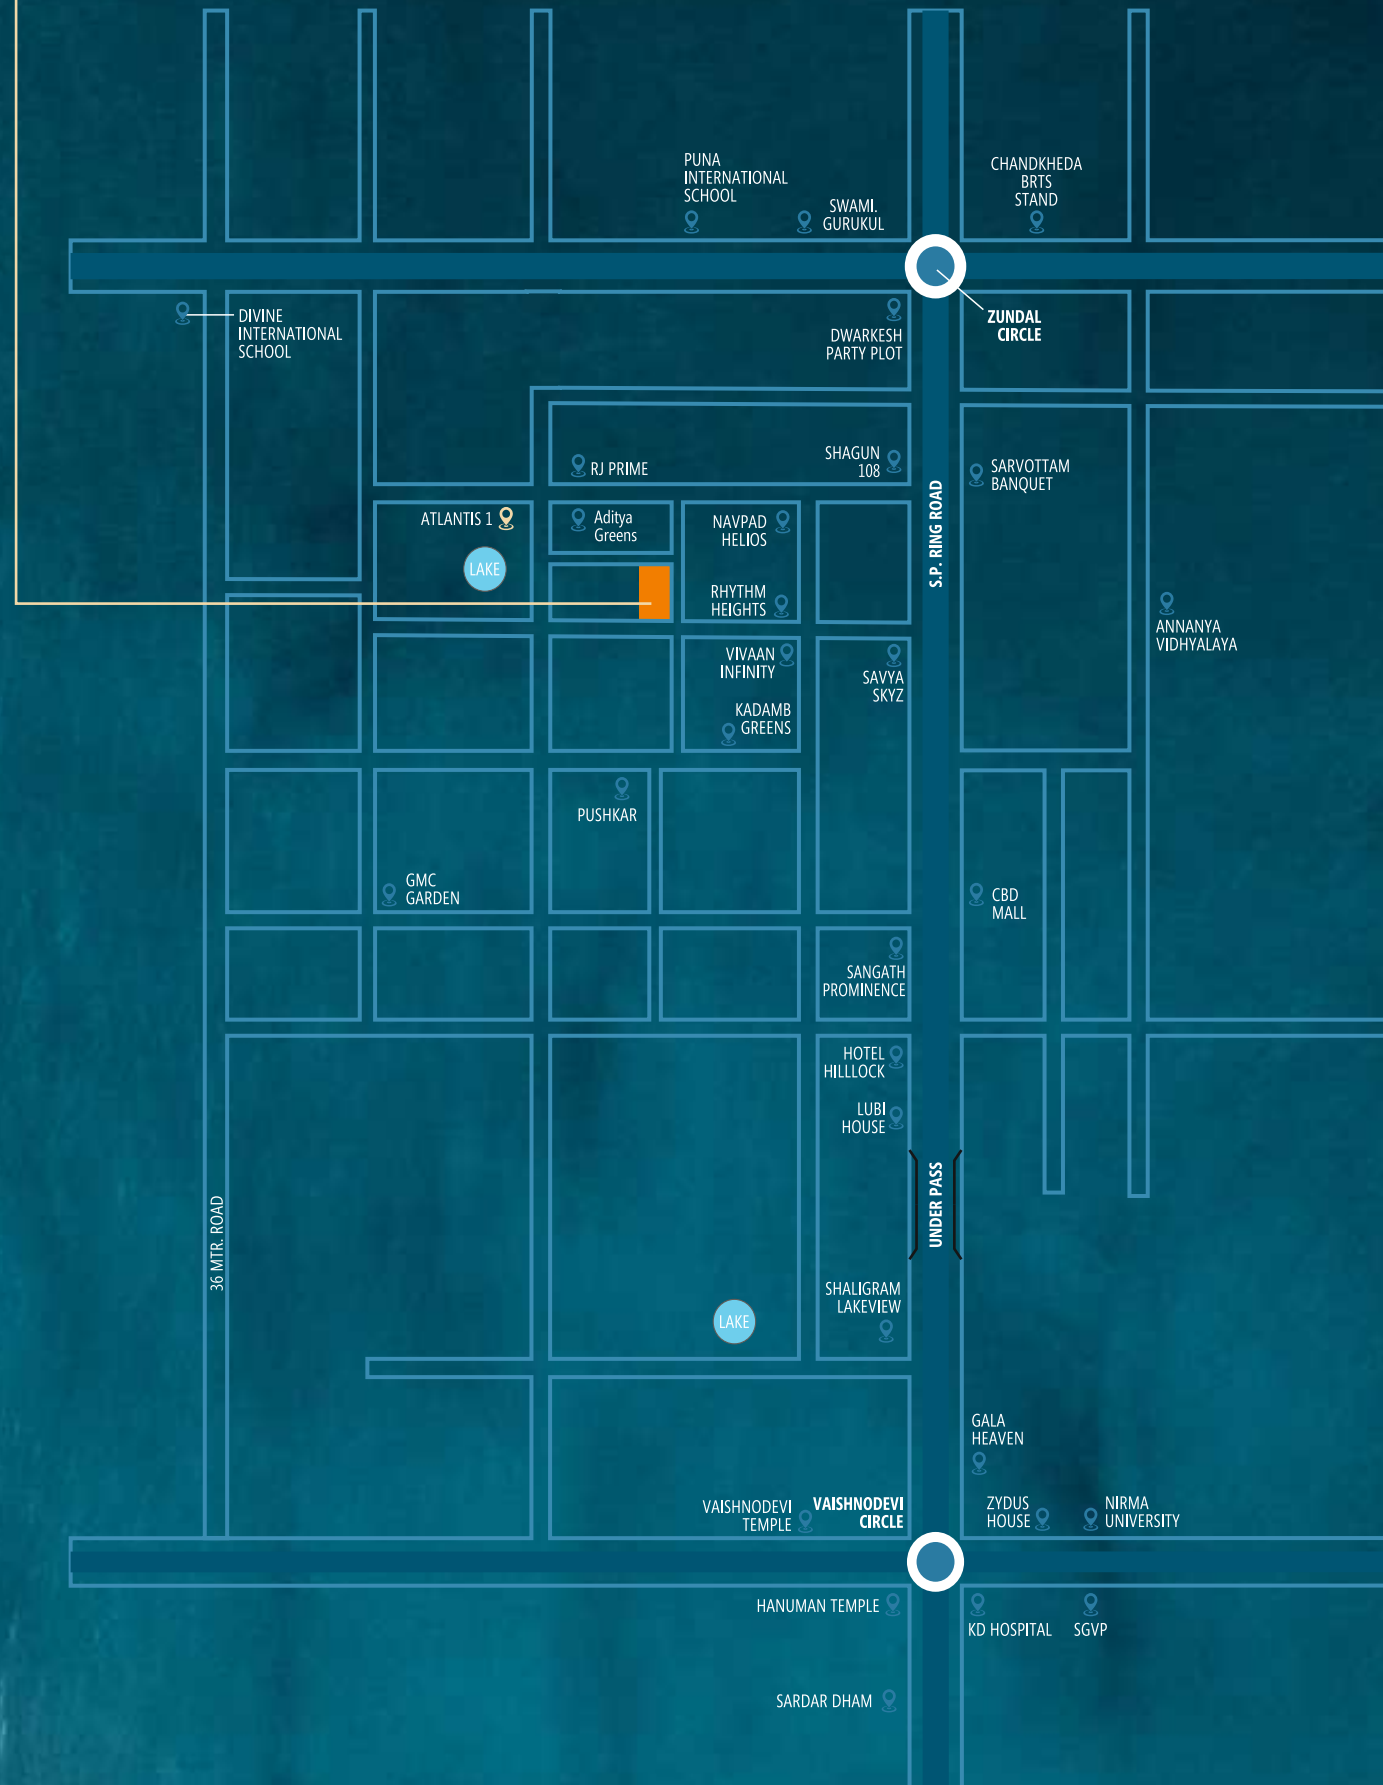 PUNA
INTERNATIONAL
SCHOOL
SWAMI.
GURUKUL
CHANDKHEDA
BRTS
STAND
DIVINE
INTERNATIONAL
SCHOOL
DWARKESH
PARTY PLOT
ZUNDAL
CIRCLE
RJ PRIME
SHAGUN
108
SARVOTTAM
BANQUET
S.P. RING ROAD
ATLANTIS 1
Aditya
Greens
NAVPAD
HELIOS
LAKE
RHYTHM
HEIGHTS
ANNANYA
VIDHYALAYA
VIVAAN
INFINITY
SAVYA
SKYZ
KADAMB
GREENS
PUSHKAR
GMC
GARDEN
CBD
MALL
SANGATH
PROMINENCE
HOTEL
HILLLOCK
LUBI
HOUSE
UNDER PASS
36 MTR. ROAD
SHALIGRAM
LAKEVIEW
LAKE
GALA
HEAVEN
VAISHNODEVI
TEMPLE
VAISHNODEVI
CIRCLE
ZYDUS
HOUSE
NIRMA
UNIVERSITY
HANUMAN TEMPLE
KD HOSPITAL
SGVP
SARDAR DHAM